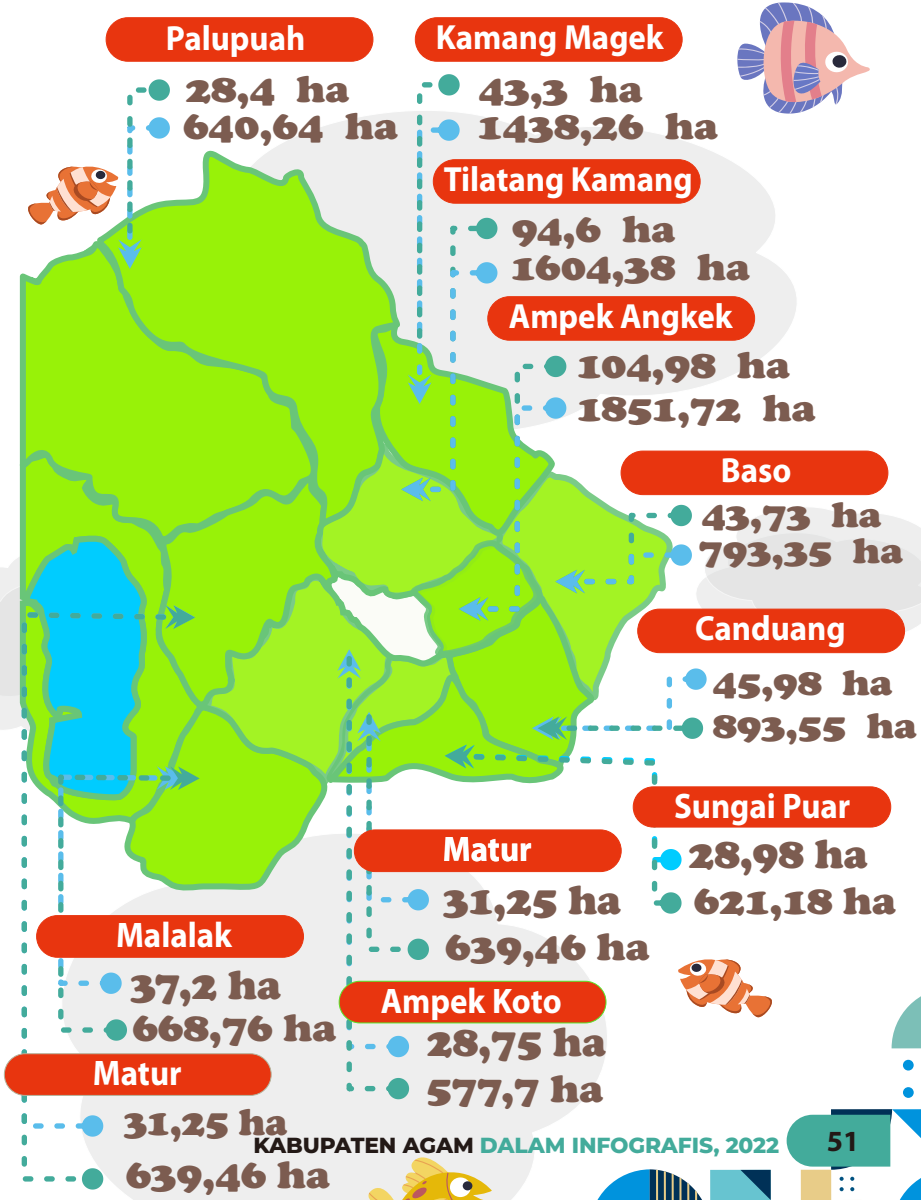 Palupuah
28,4 ha
640,64 ha
Kamang Magek
43,3 ha
1438,26 ha
Tilatang Kamang
94,6 ha
1604,38 ha
Ampek Angkek
104,98 ha
1851,72 ha
Baso
43,73 ha
793,35 ha
Canduang
45,98 ha
893,55 ha
Sungai Puar
28,98 ha
621,18 ha
Matur
31,25 ha
639,46 ha
Malalak
37,2 ha
668,76 ha
Ampek Koto
28,75 ha
577,7 ha
Matur
31,25 ha
639,46 ha
KABUPATEN AGAM DALAM INFOGRAFIS, 2022
51